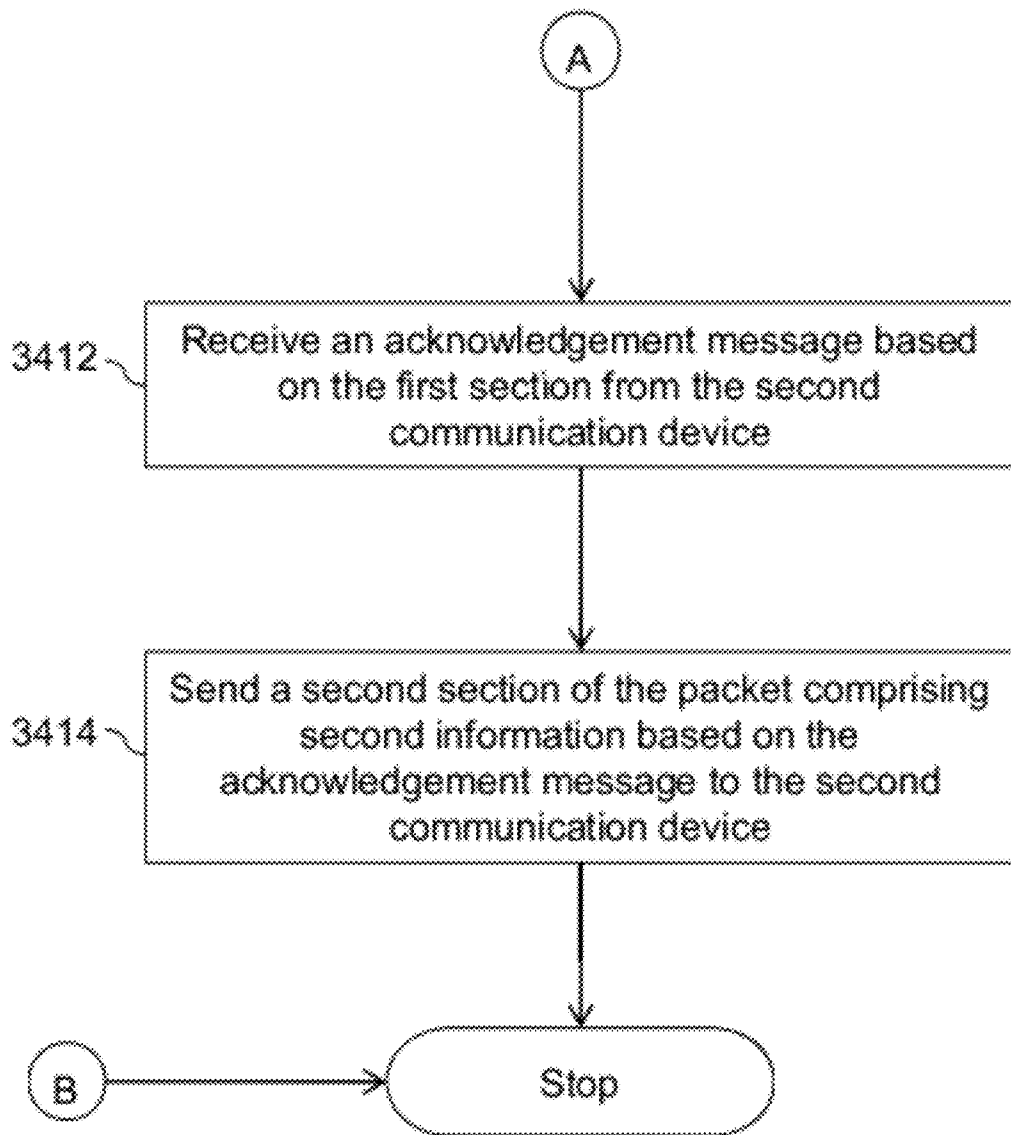 A
3412
Receive an acknowledgement message based
on the first section from the second
communication device
3414
Send a second section of the packet comprising
second information based on the
acknowledgement message to the second
communication device
B
Stop